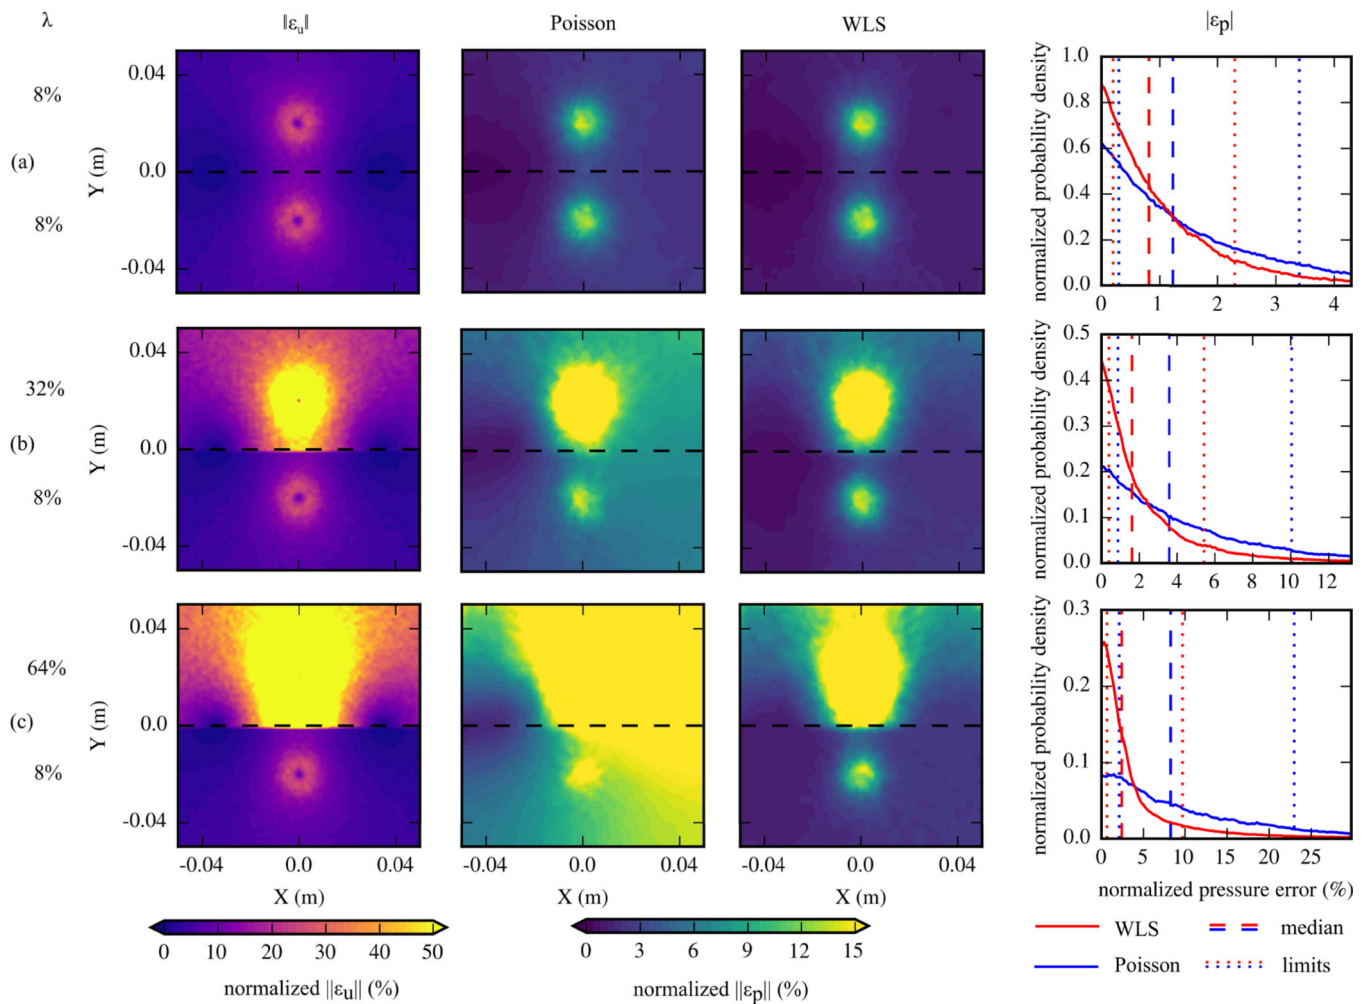 λ ||εu|| Poisson WLS |εp|
8%
(a)
8%
Y (m)
0.04
0.0
-0.04
normalized probability density
1.0
0.8
0.6
0.4
0.2
0.0
0 1 2 3 4
32%
(b)
8%
Y (m)
0.04
0.0
-0.04
normalized probability density
0.5
0.4
0.3
0.2
0.1
0.0
0 2 4 6 8 10 12
64%
(c)
8%
Y (m)
0.04
0.0
-0.04
normalized probability density
0.3
0.2
0.1
0.0
0 5 10 15 20 25
-0.04 0.0 0.04 -0.04 0.0 0.04 -0.04 0.0 0.04
X (m) X (m) X (m) normalized pressure error (%)
0 10 20 30 40 50
normalized ||εu|| (%)
0 3 6 9 12 15
normalized ||εp|| (%)
WLS median
Poisson limits